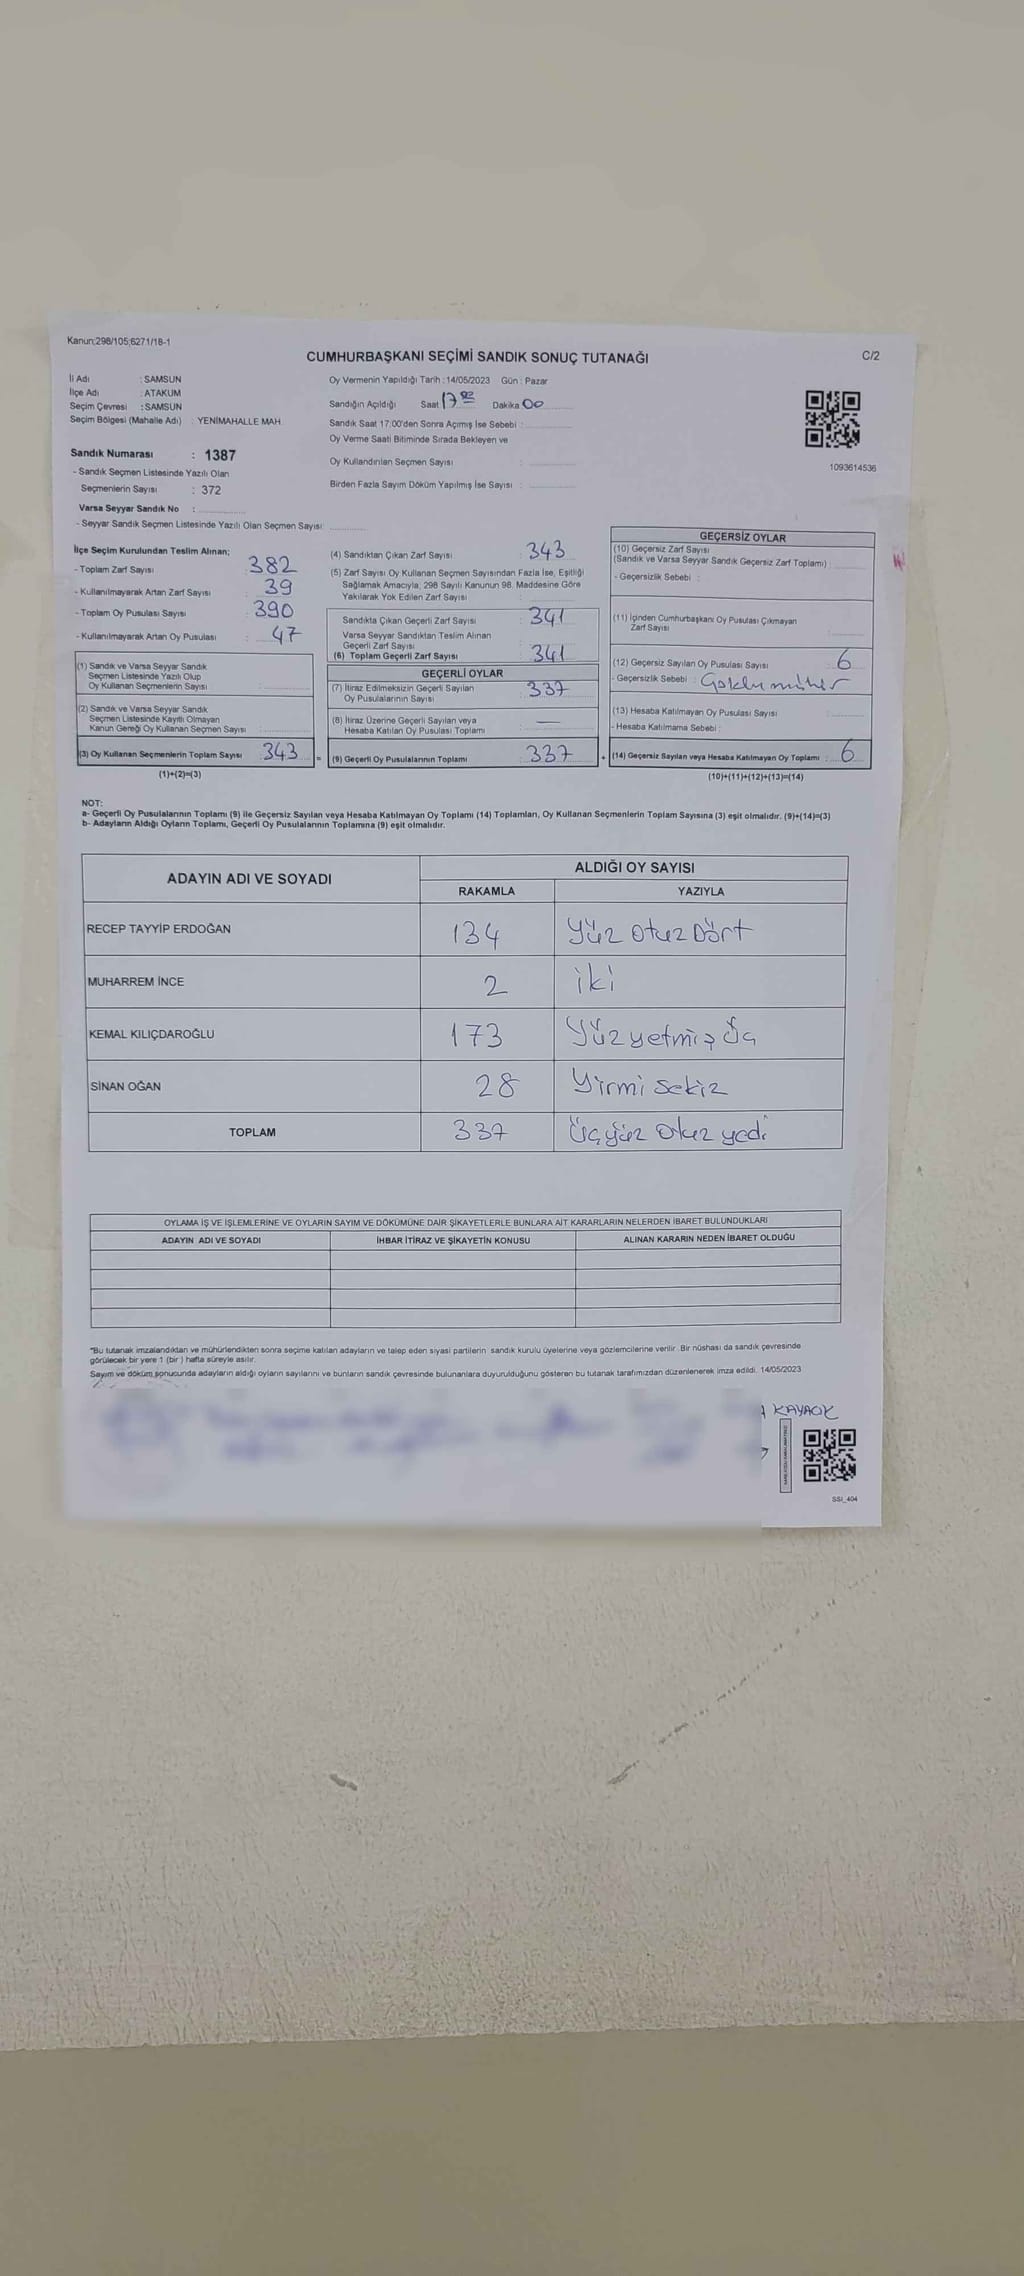 Kanun;298/105;6271/18-1
CUMHURBAŞKANI SEÇİMİ SANDIK SONUÇ TUTANAĞI
C/2
İl Adı : SAMSUN
İlçe Adı : ATAKUM
Seçim Çevresi : SAMSUN
Seçim Bölgesi (Mahalle Adı) : YENİMAHALLE MAH.
Sandık Numarası : 1387
- Sandık Seçmen Listesinde Yazılı Olan
Seçmenlerin Sayısı : 372
Varsa Seyyar Sandık No :
- Seyyar Sandık Seçmen Listesinde Yazılı Olan Seçmen Sayısı
Oy Vermenin Yapıldığı Tarih : 14/05/2023 Gün : Pazar
Sandığın Açıldığı Saat 17 00 Dakika 00
Sandık Saat 17.00'den Sonra Açımış İse Sebebi :
Oy Verme Saati Bitiminde Sırada Bekleyen ve
Oy Kullandırılan Seçmen Sayısı :
Birden Fazla Sayım Döküm Yapılmış İse Sayısı :
1093614536
İlçe Seçim Kurulundan Teslim Alınan;
- Toplam Zarf Sayısı : 382
- Kullanılmayarak Artan Zarf Sayısı : 39
- Toplam Oy Pusulası Sayısı : 390
- Kullanılmayarak Artan Oy Pusulası : 47
(1) Sandık ve Varsa Seyyar Sandık
Seçmen Listesinde Yazılı Olup
Oy Kullanan Seçmenlerin Sayısı :
(2) Sandık ve Varsa Seyyar Sandık
Seçmen Listesinde Kayıtlı Olmayan
Kanun Gereği Oy Kullanan Seçmen Sayısı :
(3) Oy Kullanan Seçmenlerin Toplam Sayısı : 343
(1)+(2)=(3)
(4) Sandıktan Çıkan Zarf Sayısı : 343
(5) Zarf Sayısı Oy Kullanan Seçmen Sayısından Fazla İse, Eşitliği
Sağlamak Amacıyla, 298 Sayılı Kanunun 98. Maddesine Göre
Yakılarak Yok Edilen Zarf Sayısı :
Sandıkta Çıkan Geçerli Zarf Sayısı : 341
Varsa Seyyar Sandıktan Teslim Alınan
Geçerli Zarf Sayısı :
(6) Toplam Geçerli Zarf Sayısı : 341
GEÇERLİ OYLAR
(7) İtiraz Edilmeksizin Geçerli Sayılan
Oy Pusulalarının Sayısı : 337
(8) İtiraz Üzerine Geçerli Sayılan veya
Hesaba Katılan Oy Pusulası Toplamı : —
= (9) Geçerli Oy Pusulalarının Toplamı : 337
GEÇERSİZ OYLAR
(10) Geçersiz Zarf Sayısı
(Sandık ve Varsa Seyyar Sandık Geçersiz Zarf Toplamı) :
- Geçersizlik Sebebi :
(11) İçinden Cumhurbaşkanı Oy Pusulası Çıkmayan
Zarf Sayısı :
(12) Geçersiz Sayılan Oy Pusulası Sayısı : 6
- Geçersizlik Sebebi :
(13) Hesaba Katılmayan Oy Pusulası Sayısı :
- Hesaba Katılmama Sebebi :
+ (14) Geçersiz Sayılan veya Hesaba Katılmayan Oy Toplamı : 6
(10)+(11)+(12)+(13)=(14)
NOT:
a- Geçerli Oy Pusulalarının Toplamı (9) ile Geçersiz Sayılan veya Hesaba Katılmayan Oy Toplamı (14) Toplamları, Oy Kullanan Seçmenlerin Toplam Sayısına (3) eşit olmalıdır. (9)+(14)=(3)
b- Adayların Aldığı Oyların Toplamı, Geçerli Oy Pusulalarının Toplamına (9) eşit olmalıdır.
ADAYIN ADI VE SOYADI
ALDIĞI OY SAYISI
RAKAMLA YAZIYLA
RECEP TAYYİP ERDOĞAN 134 Yüz otuz Dört
MUHARREM İNCE 2 iki
KEMAL KILIÇDAROĞLU 173 Yüz yetmiş Üç
SİNAN OĞAN 28 Yirmi sekiz
TOPLAM 337 Üçyüz otuz yedi
OYLAMA İŞ VE İŞLEMLERİNE VE OYLARIN SAYIM VE DÖKÜMÜNE DAİR ŞİKAYETLERLE BUNLARA AİT KARARLARIN NELERDEN İBARET BULUNDUKLARI
ADAYIN ADI VE SOYADI
İHBAR İTİRAZ VE ŞİKAYETİN KONUSU
ALINAN KARARIN NEDEN İBARET OLDUĞU
"Bu tutanak imzalandıktan ve mühürlendikten sonra seçime katılan adayların ve talep eden siyasi partilerin sandık kurulu üyelerine veya gözlemcilerine verilir. Bir nüshası da sandık çevresinde
görülecek bir yere 1 (bir) hafta süreyle asılır.
Sayım ve döküm sonucunda adayların aldığı oyların sayılarını ve bunların sandık çevresinde bulunanlara duyurulduğunu gösteren bu tutanak tarafımızdan düzenlenerek imza edildi. 14/05/2023
KAYACIK
SSI_404